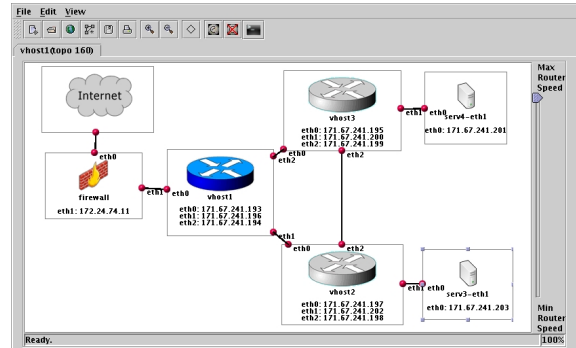 File Edit View
vhost1(topo 160)
Max
Router
Speed
Internet
eth0
firewall
eth1: 172.24.74.11
eth1
eth0
vhost1
eth0: 171.67.241.193
eth1: 171.67.241.196
eth2: 171.67.241.194
eth2
eth0
vhost3
eth0: 171.67.241.195
eth1: 171.67.241.200
eth2: 171.67.241.199
eth2
eth1
eth0
serv4-eth1
eth0: 171.67.241.201
eth1
eth0
eth2
vhost2
eth0: 171.67.241.197
eth1: 171.67.241.202
eth2: 171.67.241.198
eth1
eth0
serv3-eth1
eth0: 171.67.241.203
Min
Router
Speed
Ready.
100%